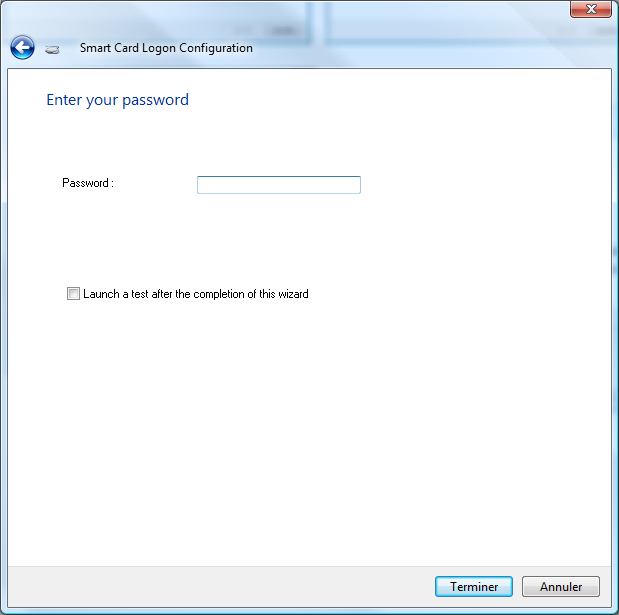 Smart Card Logon Configuration
Enter your password
Password :
Launch a test after the completion of this wizard
Terminer
Annuler